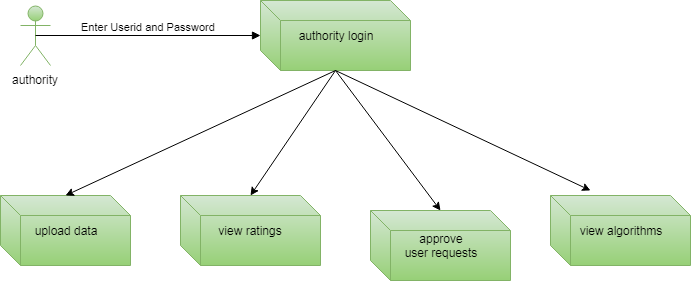 Enter Userid and Password
authority login
authority
upload data
view ratings
approve
user requests
view algorithms